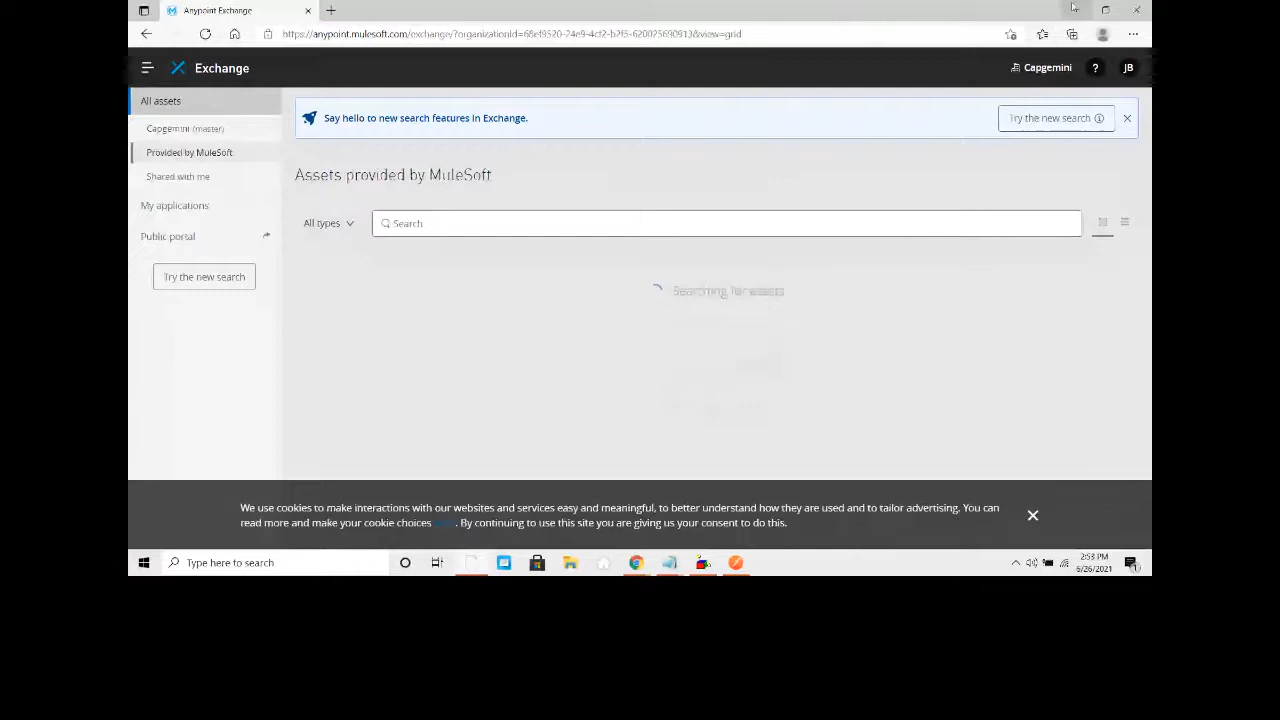 Anypoint Exchange
https://anypoint.mulesoft.com/exchange/?organizationId=68ef9520-24e9-4cf2-b2f5-620025690913&view=grid
Exchange
Capgemini
?
JB
All assets
Capgemini (master)
Provided by MuleSoft
Shared with me
My applications
Public portal
Try the new search
Say hello to new search features in Exchange.
Try the new search
Assets provided by MuleSoft
All types
Search
Searching for assets
We use cookies to make interactions with our websites and services easy and meaningful, to better understand how they are used and to tailor advertising. You can
read more and make your cookie choices here. By continuing to use this site you are giving us your consent to do this.
Type here to search
2:53 PM
6/26/2021
1